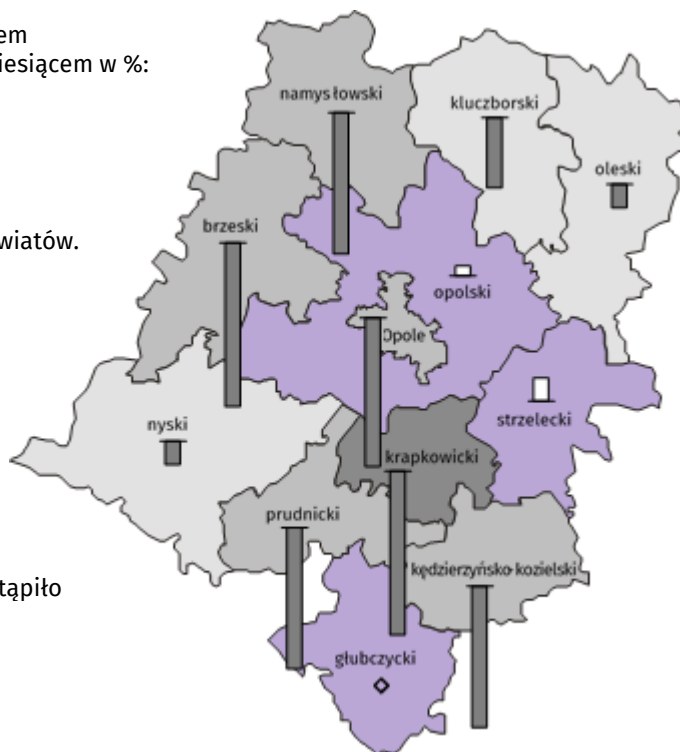 em
iesiącem w %:
namysłowski
kluczborski
oleski
wiatów.
brzeski
opolski
Opole
strzelecki
nyski
krapkowicki
prudnicki
kędzierzyńsko-kozielski
tąpiło
głubczycki